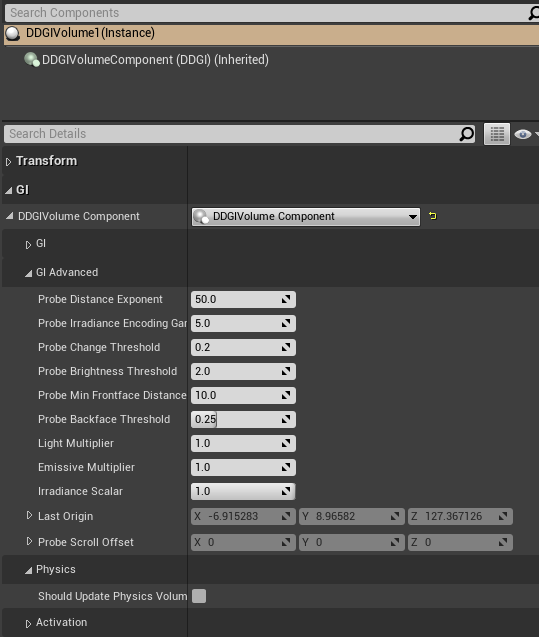 Search Components
DDGIVolume1(Instance)
DDGIVolumeComponent (DDGI) (Inherited)
Search Details
Transform
GI
DDGIVolume Component DDGIVolume Component
GI
GI Advanced
Probe Distance Exponent 50.0
Probe Irradiance Encoding Gar 5.0
Probe Change Threshold 0.2
Probe Brightness Threshold 2.0
Probe Min Frontface Distance 10.0
Probe Backface Threshold 0.25
Light Multiplier 1.0
Emissive Multiplier 1.0
Irradiance Scalar 1.0
Last Origin X -6.915283 Y 8.96582 Z 127.367126
Probe Scroll Offset X 0 Y 0 Z 0
Physics
Should Update Physics Volum
Activation